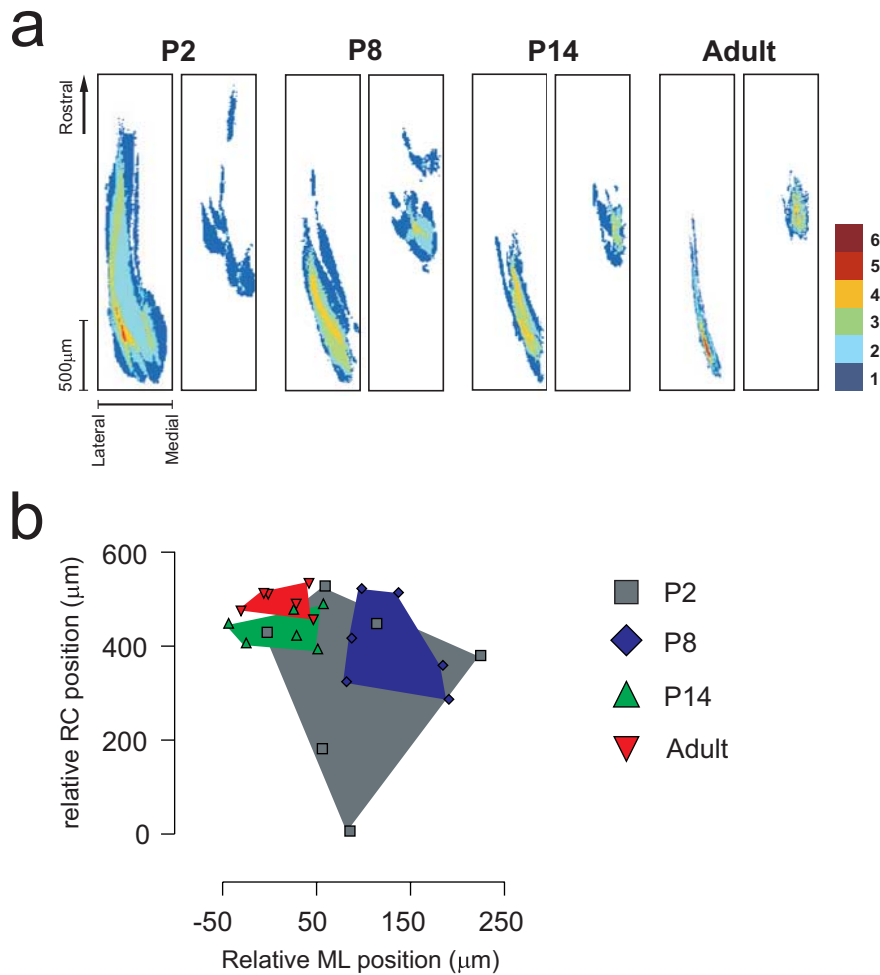 a
P2 P8 P14 Adult
Rostral
500μm
Lateral Medial
6
5
4
3
2
1
b
relative RC position (μm)
600
400
200
0
-50 50 150 250
Relative ML position (μm)
P2
P8
P14
Adult